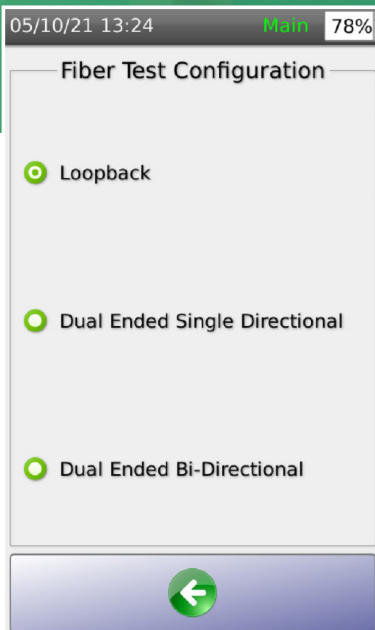 05/10/21 13:24 Main 78%
Fiber Test Configuration
Loopback
Dual Ended Single Directional
Dual Ended Bi-Directional